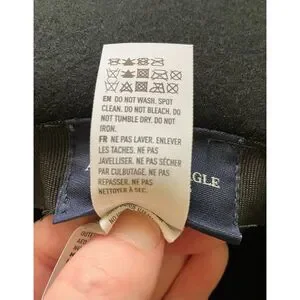 EN DO NOT WASH. SPOT
CLEAN. DO NOT BLEACH. DO
NOT TUMBLE DRY. DO NOT
IRON.
FR NE PAS LAVER. ENLEVER
LES TACHES. NE PAS
JAVELLISER. NE PAS SÉCHER
PAR CULBUTAGE. NE PAS
REPASSER. NE PAS
NETTOYER À SEC.
GLE
OUTER